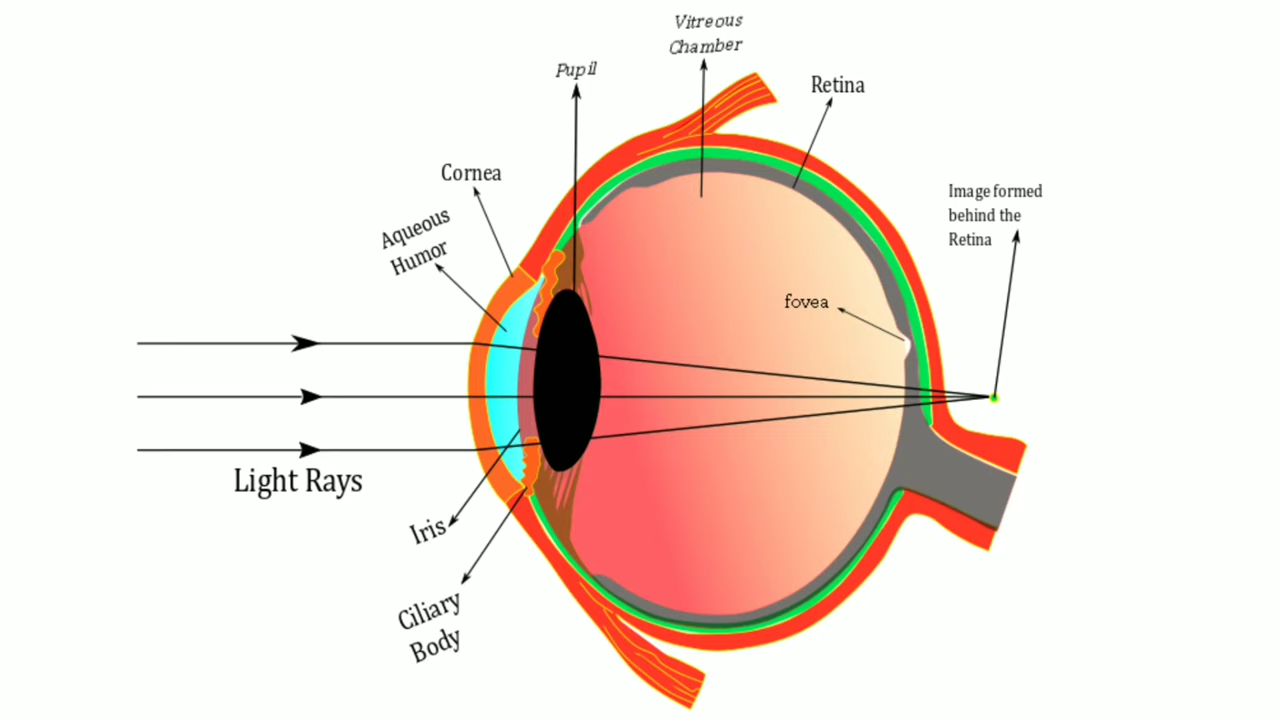 Vitreous
Chamber
Pupil
Retina
Cornea
Aqueous
Humor
Image formed
behind the
Retina
fovea
Light Rays
Iris
Ciliary
Body